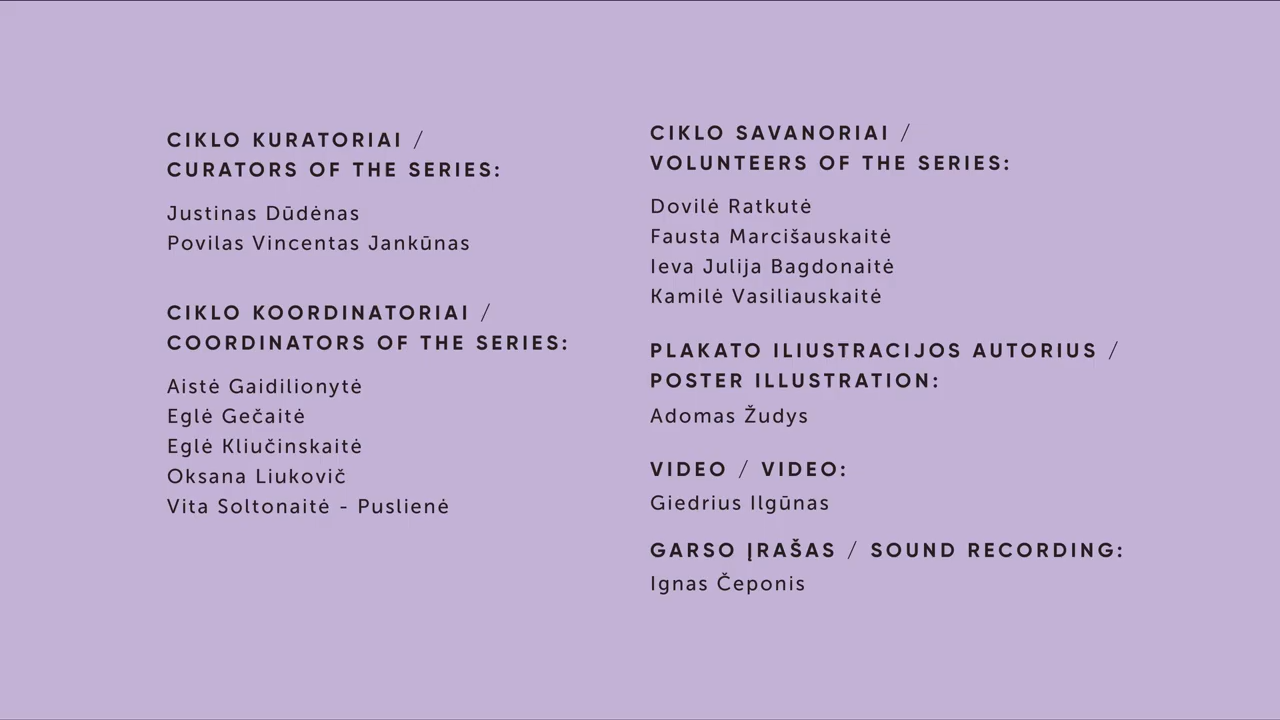 CIKLO KURATORIAI /
CURATORS OF THE SERIES:
Justinas Dūdėnas
Povilas Vincentas Jankūnas
CIKLO KOORDINATORIAI /
COORDINATORS OF THE SERIES:
Aistė Gaidilionytė
Eglė Gečaitė
Eglė Kliučinskaitė
Oksana Liukovič
Vita Soltonaitė - Puslienė
CIKLO SAVANORIAI /
VOLUNTEERS OF THE SERIES:
Dovilė Ratkutė
Fausta Marcišauskaitė
Ieva Julija Bagdonaitė
Kamilė Vasiliauskaitė
PLAKATO ILIUSTRACIJOS AUTORIUS /
POSTER ILLUSTRATION:
Adomas Žudys
VIDEO / VIDEO:
Giedrius Ilgūnas
GARSO ĮRAŠAS / SOUND RECORDING:
Ignas Čeponis